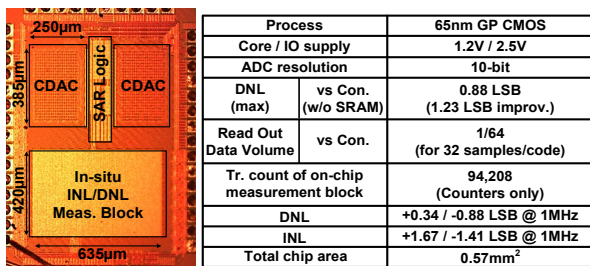 250µm
385µm
CDAC
SAR Logic
CDAC
420µm
In-situ
INL/DNL
Meas. Block
635µm
Process 65nm GP CMOS
Core / IO supply 1.2V / 2.5V
ADC resolution 10-bit
DNL (max) vs Con. (w/o SRAM) 0.88 LSB (1.23 LSB improv.)
Read Out Data Volume vs Con. 1/64 (for 32 samples/code)
Tr. count of on-chip measurement block 94,208 (Counters only)
DNL +0.34 / -0.88 LSB @ 1MHz
INL +1.67 / -1.41 LSB @ 1MHz
Total chip area 0.57mm²